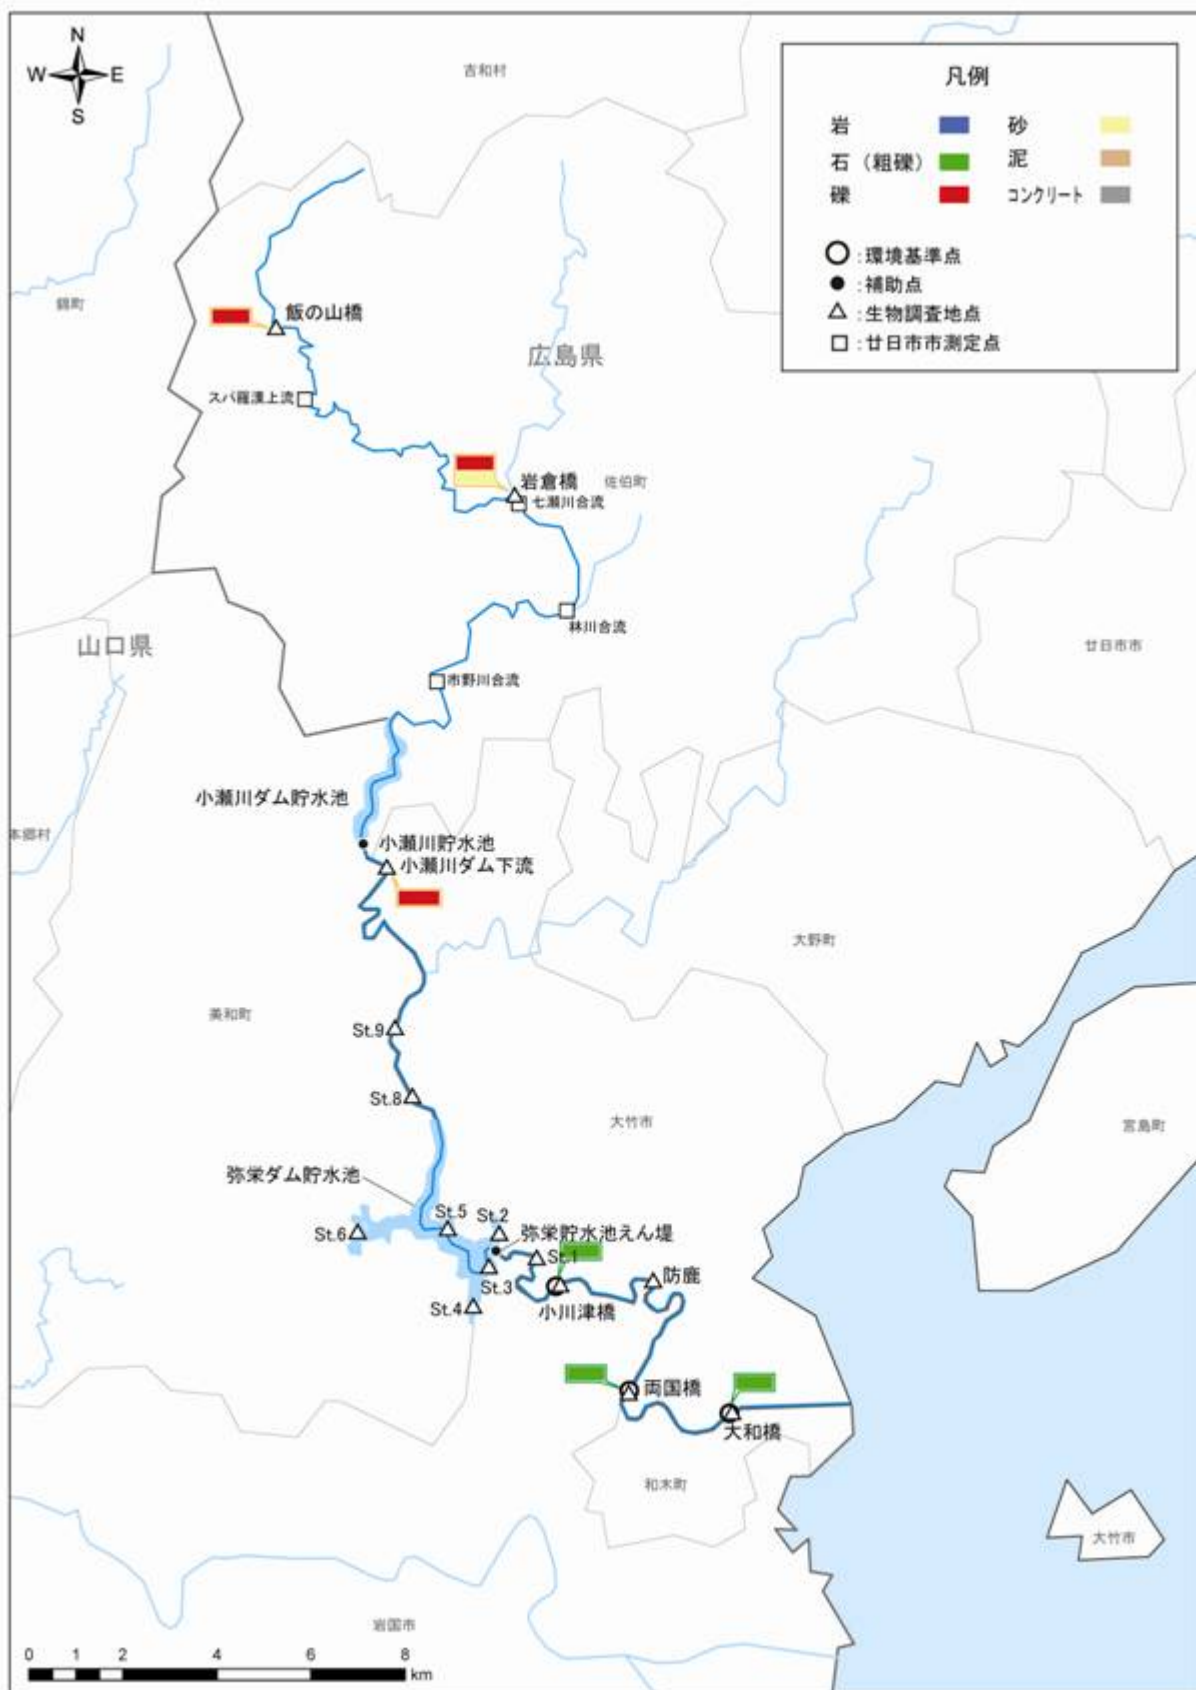 N
W E
S
吉和村
凡例
岩 砂
石（粗礫） 泥
礫 コンクリート
:環境基準点
:補助点
:生物調査地点
:廿日市市測定点
錦町
飯の山橋
広島県
スパ羅漢上流
岩倉橋
佐伯町
七瀬川合流
林川合流
山口県
廿日市市
市野川合流
小瀬川ダム貯水池
本郷村
小瀬川貯水池
小瀬川ダム下流
大野町
美和町
St.9
St.8
大竹市
宮島町
弥栄ダム貯水池
St.5
St.2
St.6
弥栄貯水池えん堤
St.1
St.3
防鹿
St.4
小川津橋
両国橋
大和橋
和木町
大竹市
岩国市
0 1 2 4 6 8
km